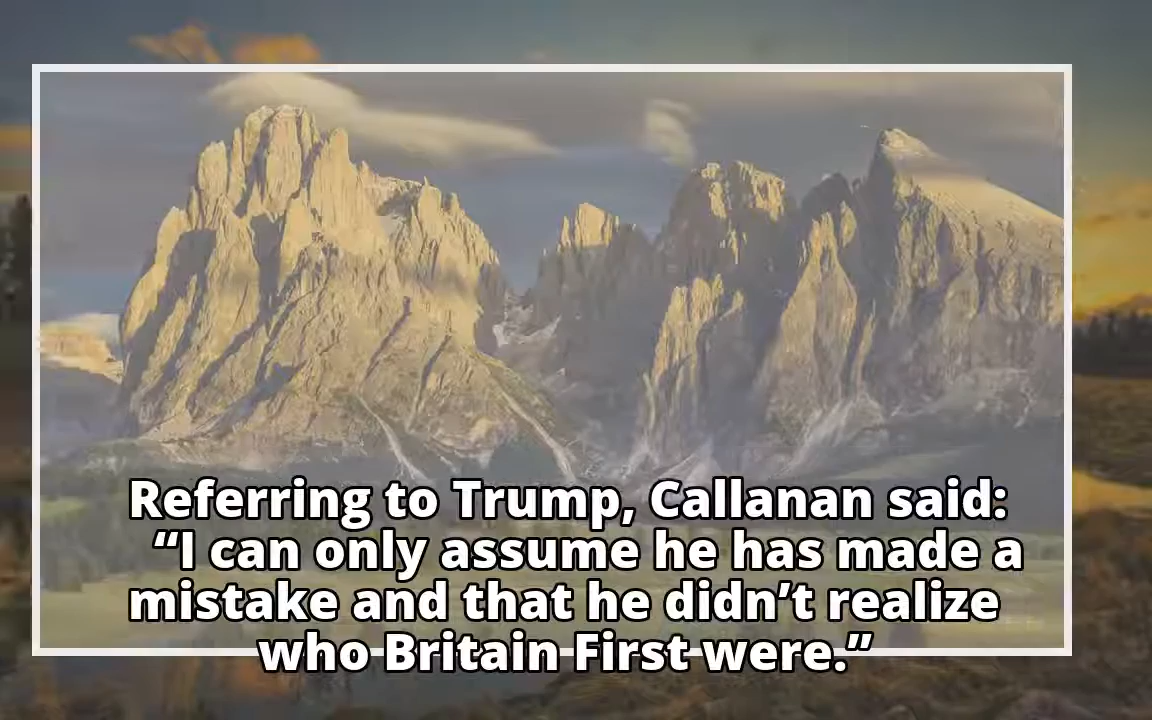 Referring to Trump, Callanan said:
“I can only assume he has made a
mistake and that he didn’t realize
who Britain First were.”